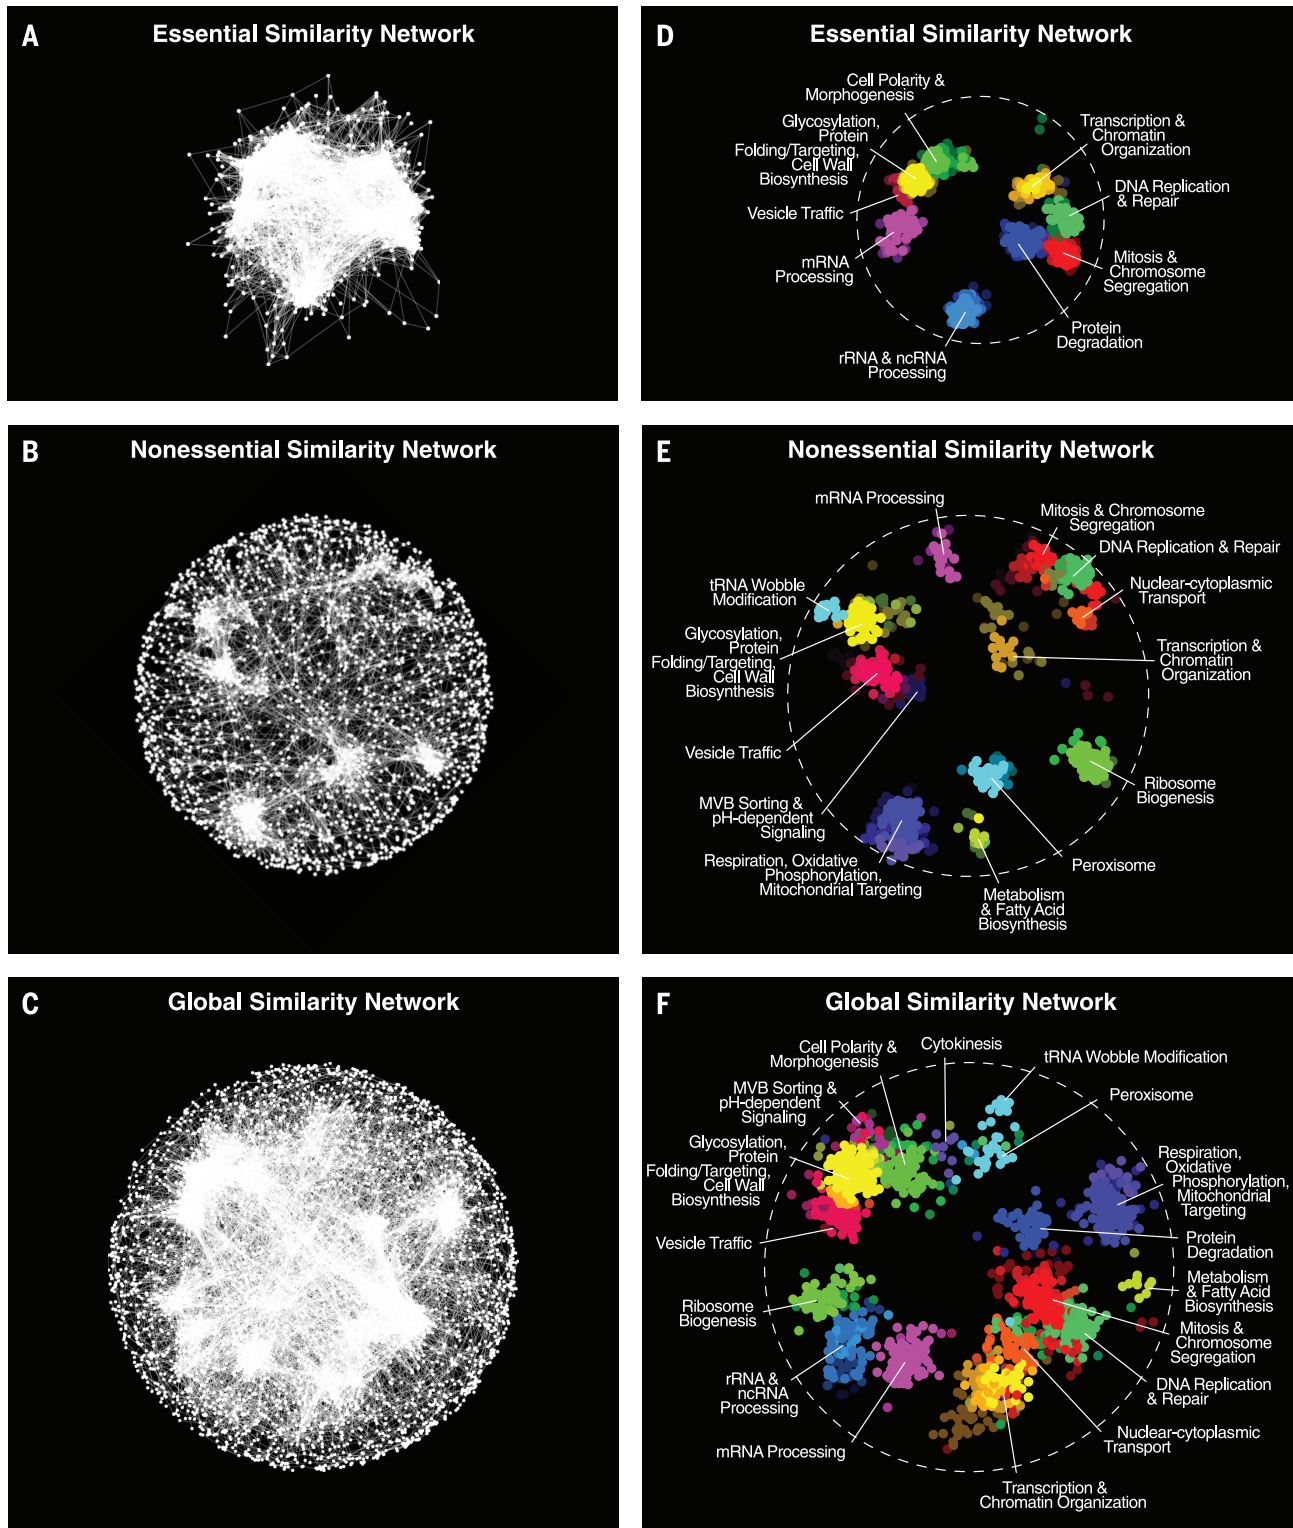 A
Essential Similarity Network
D
Essential Similarity Network
Cell Polarity &
Morphogenesis
Glycosylation,
Protein
Folding/Targeting,
Cell Wall
Biosynthesis
Vesicle Traffic
mRNA
Processing
rRNA & ncRNA
Processing
Transcription &
Chromatin
Organization
DNA Replication
& Repair
Mitosis &
Chromosome
Segregation
Protein
Degradation
B
Nonessential Similarity Network
E
Nonessential Similarity Network
mRNA Processing
Mitosis & Chromosome
Segregation
DNA Replication & Repair
Nuclear-cytoplasmic
Transport
tRNA Wobble
Modification
Glycosylation,
Protein
Folding/Targeting,
Cell Wall
Biosynthesis
Transcription &
Chromatin
Organization
Vesicle Traffic
MVB Sorting &
pH-dependent
Signaling
Ribosome
Biogenesis
Respiration, Oxidative
Phosphorylation,
Mitochondrial Targeting
Peroxisome
Metabolism
& Fatty Acid
Biosynthesis
C
Global Similarity Network
F
Global Similarity Network
Cell Polarity &
Morphogenesis
Cytokinesis
tRNA Wobble Modification
MVB Sorting &
pH-dependent
Signaling
Peroxisome
Glycosylation,
Protein
Folding/Targeting,
Cell Wall
Biosynthesis
Respiration,
Oxidative
Phosphorylation,
Mitochondrial
Targeting
Vesicle Traffic
Protein
Degradation
Ribosome
Biogenesis
Metabolism
& Fatty Acid
Biosynthesis
Mitosis &
Chromosome
Segregation
rRNA &
ncRNA
Processing
DNA Replication
& Repair
mRNA Processing
Nuclear-cytoplasmic
Transport
Transcription &
Chromatin Organization